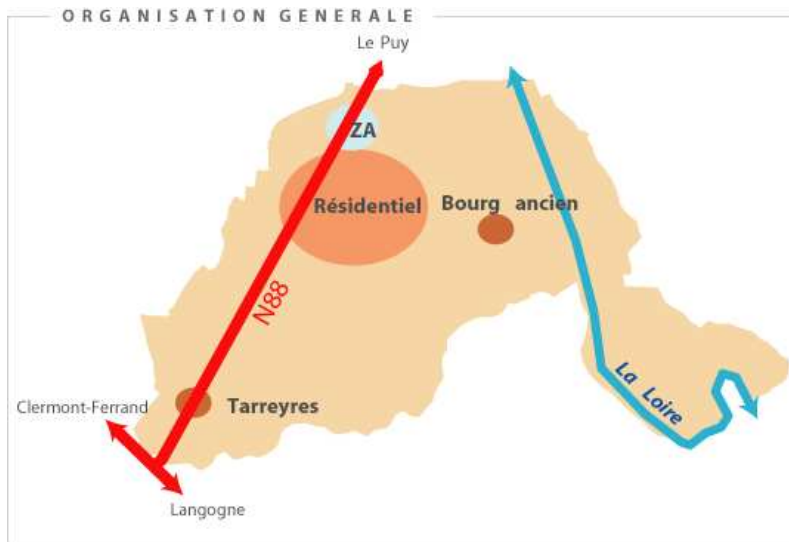 ORGANISATION GENERALE
Le Puy
ZA
Résidentiel
Bourg ancien
N88
La Loire
Clermont-Ferrand
Tarreyres
Langogne